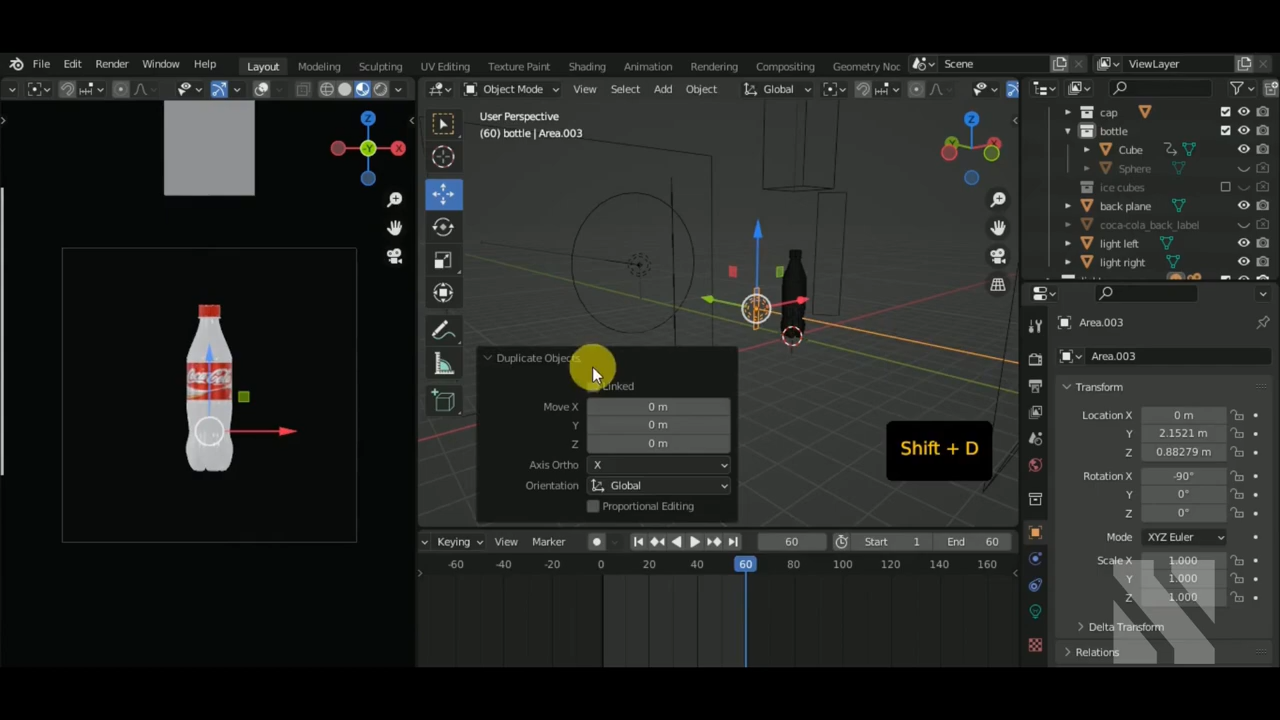 File Edit Render Window Help Layout Modeling Sculpting UV Editing Texture Paint Shading Animation Rendering Compositing Geometry Noc Scene ViewLayer
Object Mode View Select Add Object Global
User Perspective
(60) bottle | Area.003
Z
X
-Y
Z
cap
bottle
Cube
Sphere
ice cubes
back plane
coca-cola_back_label
light left
light right
Coca-Cola
Duplicate Objects
Linked
Move X 0 m
Y 0 m
Z 0 m
Axis Ortho X
Orientation Global
Proportional Editing
Shift + D
Area.003
Area.003
Transform
Location X 0 m
Y 2.1521 m
Z 0.88279 m
Rotation X -90°
Y 0°
Z 0°
Mode XYZ Euler
Scale X 1.000
Y 1.000
Z 1.000
Delta Transform
Relations
Keying View Marker 60 Start 1 End 60
-60 -40 -20 0 20 40 60 80 100 120 140 160